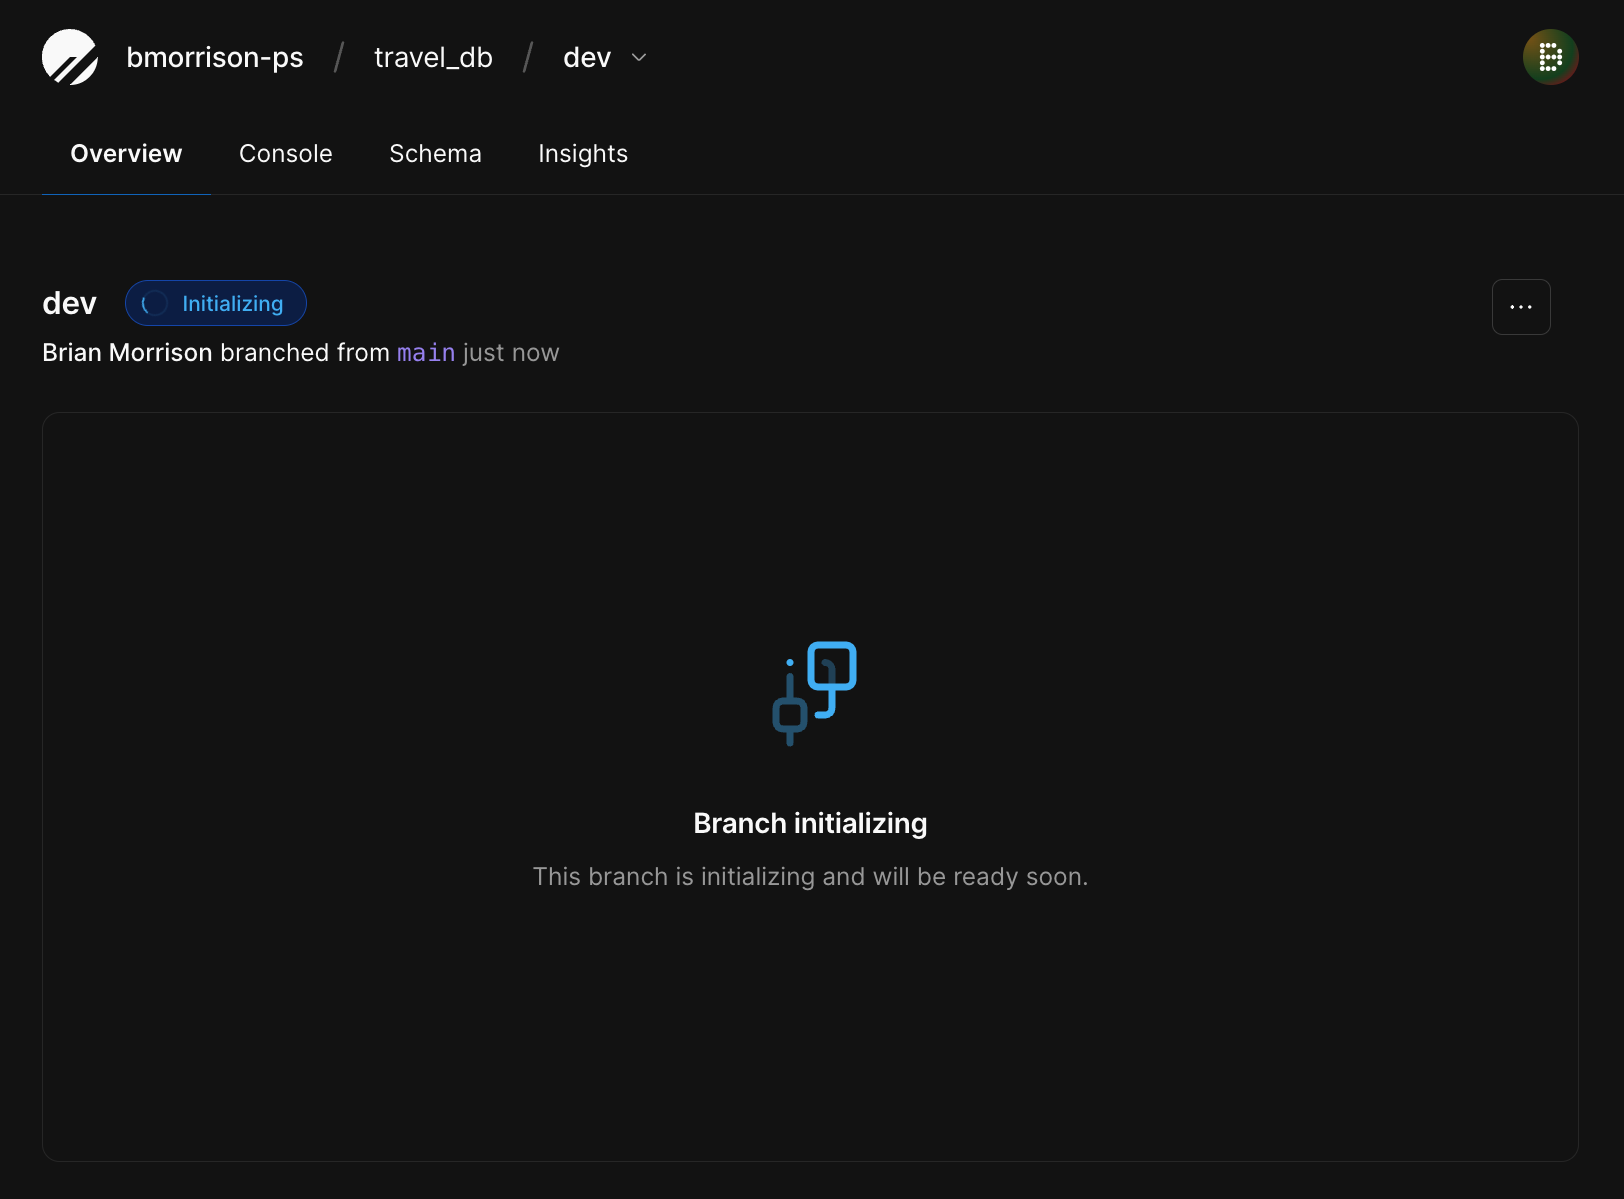 bmorrison-ps / travel_db / dev
B
Overview Console Schema Insights
dev Initializing
Brian Morrison branched from main just now
Branch initializing
This branch is initializing and will be ready soon.